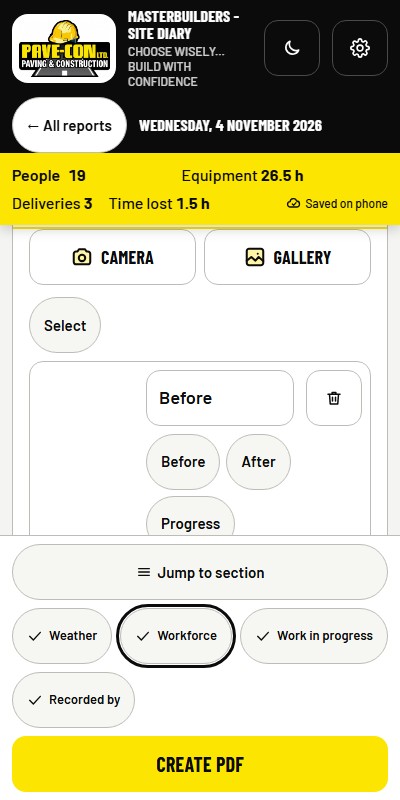 PAVE-CON LTD.
PAVING & CONSTRUCTION
MASTERBUILDERS -
SITE DIARY
CHOOSE WISELY...
BUILD WITH
CONFIDENCE
← All reports
WEDNESDAY, 4 NOVEMBER 2026
People 19
Equipment 26.5 h
Deliveries 3
Time lost 1.5 h
Saved on phone
CAMERA
GALLERY
Select
Before
Before
After
Progress
Jump to section
Weather
Workforce
Work in progress
Recorded by
CREATE PDF